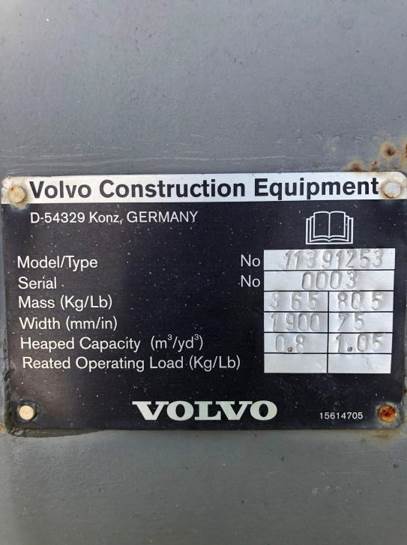 Volvo Construction Equipment
D-54329 Konz, GERMANY
Model/Type No 11391253
Serial No 0003
Mass (Kg/Lb) 365 805
Width (mm/in) 1900 75
Heaped Capacity (m³/yd³) 0.8 1.05
Reated Operating Load (Kg/Lb)
VOLVO 15614705